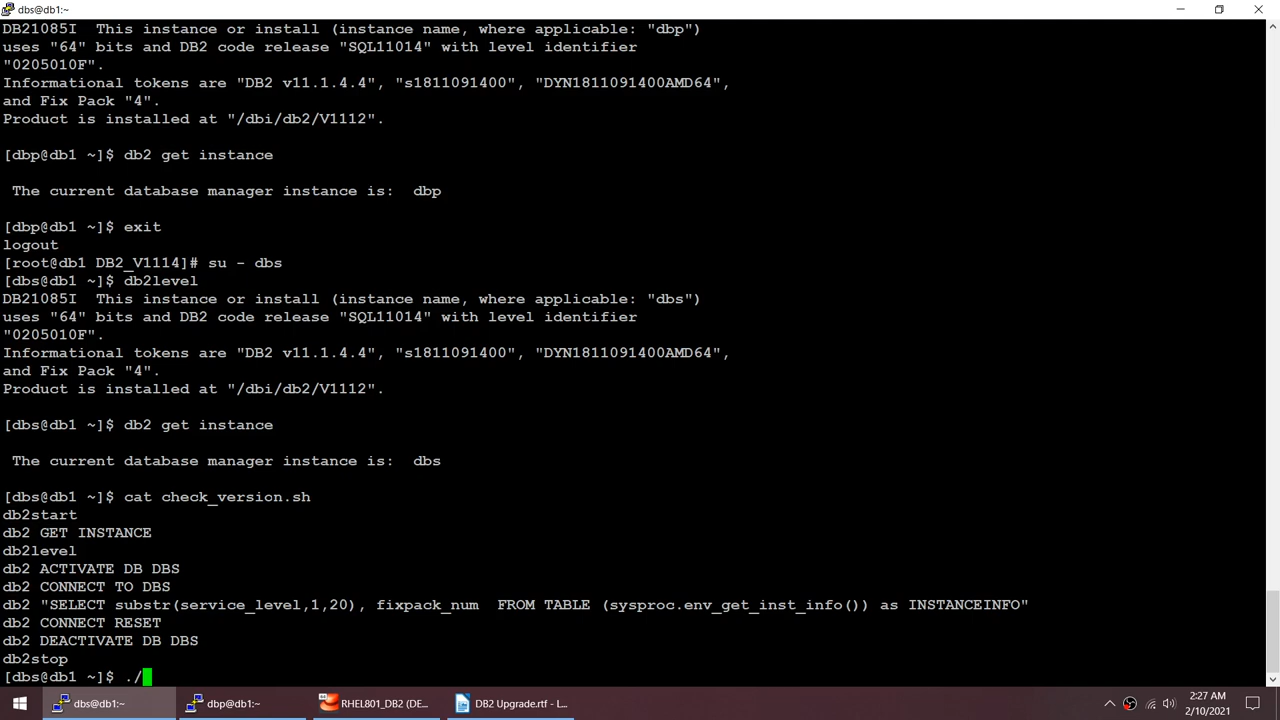 dbs@db1:~
DB21085I  This instance or install (instance name, where applicable: "dbp")
uses "64" bits and DB2 code release "SQL11014" with level identifier
"0205010F".
Informational tokens are "DB2 v11.1.4.4", "s1811091400", "DYN1811091400AMD64",
and Fix Pack "4".
Product is installed at "/dbi/db2/V1112".
[dbp@db1 ~]$ db2 get instance
The current database manager instance is:  dbp
[dbp@db1 ~]$ exit
logout
[root@db1 DB2_V1114]# su - dbs
[dbs@db1 ~]$ db2level
DB21085I  This instance or install (instance name, where applicable: "dbs")
uses "64" bits and DB2 code release "SQL11014" with level identifier
"0205010F".
Informational tokens are "DB2 v11.1.4.4", "s1811091400", "DYN1811091400AMD64",
and Fix Pack "4".
Product is installed at "/dbi/db2/V1112".
[dbs@db1 ~]$ db2 get instance
The current database manager instance is:  dbs
[dbs@db1 ~]$ cat check_version.sh
db2start
db2 GET INSTANCE
db2level
db2 ACTIVATE DB DBS
db2 CONNECT TO DBS
db2 "SELECT substr(service_level,1,20), fixpack_num  FROM TABLE (sysproc.env_get_inst_info()) as INSTANCEINFO"
db2 CONNECT RESET
db2 DEACTIVATE DB DBS
db2stop
[dbs@db1 ~]$ ./
dbs@db1:~
dbp@db1:~
RHEL801_DB2 (DE...
DB2 Upgrade.rtf - L...
2:27 AM
2/10/2021